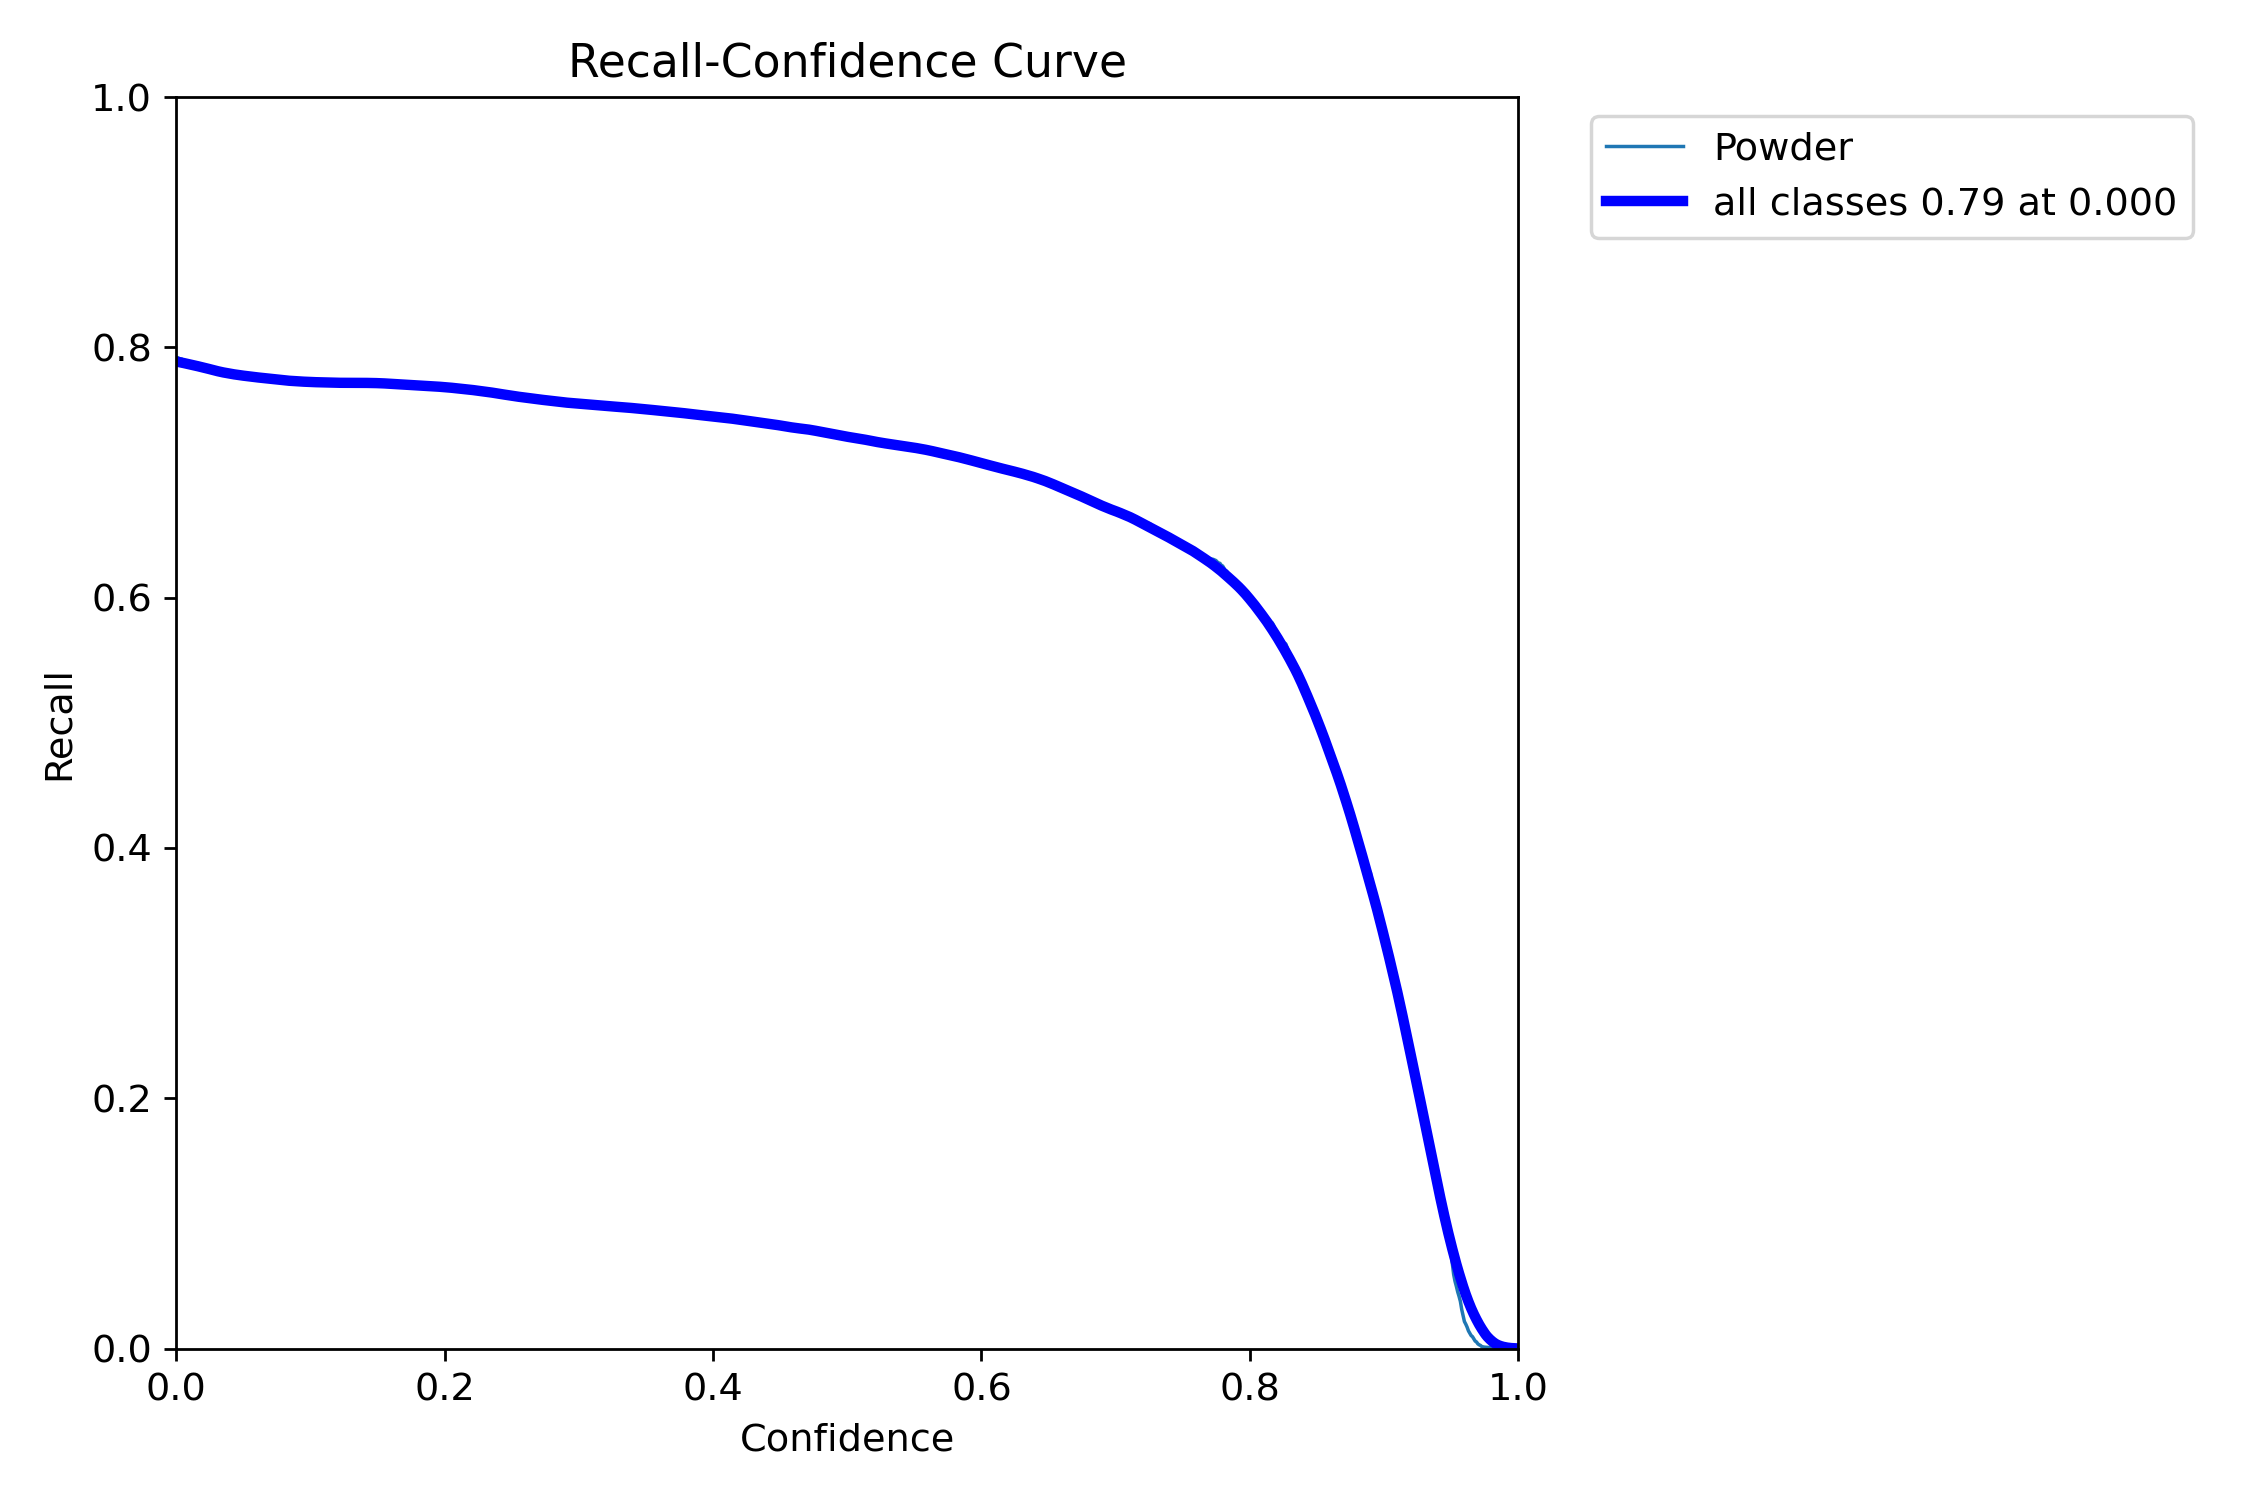 Recall-Confidence Curve
1.0
0.8
0.6
0.4
0.2
0.0
Recall
0.0 0.2 0.4 0.6 0.8 1.0
Confidence
Powder
all classes 0.79 at 0.000